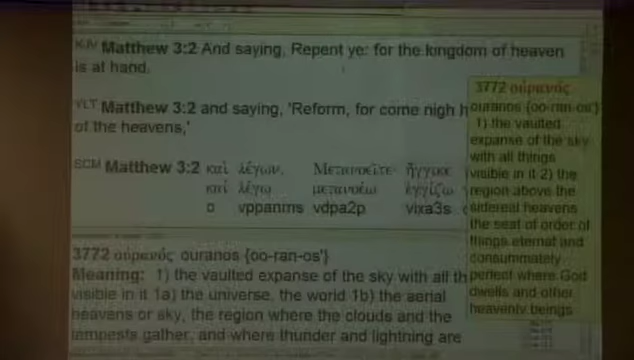 KJV Matthew 3:2 And saying, Repent ye: for the kingdom of heaven
is at hand.
YLT Matthew 3:2 and saying, 'Reform, for come nigh h
of the heavens,'
SCM Matthew 3:2 καὶ λέγων, Μετανοεῖτε ἤγγικε
καί λέγω μετανοέω ἐγγίζω
c vppanms vdpa2p vixa3s
3772 οὐρανός ouranos {oo-ran-os'}
Meaning: 1) the vaulted expanse of the sky with all th
visible in it 1a) the universe, the world 1b) the aerial
heavens or sky, the region where the clouds and the
tempests gather, and where thunder and lightning are
3772 οὐρανός
ouranos {oo-ran-os'}
1) the vaulted
expanse of the sky
with all things
visible in it 2) the
region above the
sidereal heavens
the seat of order of
things eternal and
consummately
perfect where God
dwells and other
heavenly beings